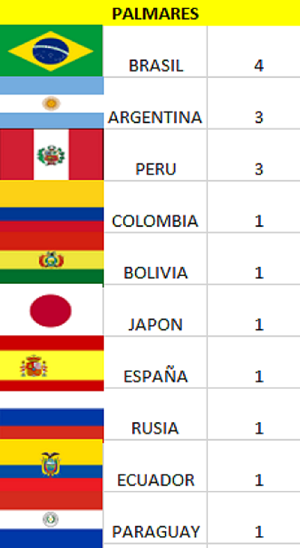 PALMARES
BRASIL 4
ARGENTINA 3
PERU 3
COLOMBIA 1
BOLIVIA 1
JAPON 1
ESPAÑA 1
RUSIA 1
ECUADOR 1
PARAGUAY 1